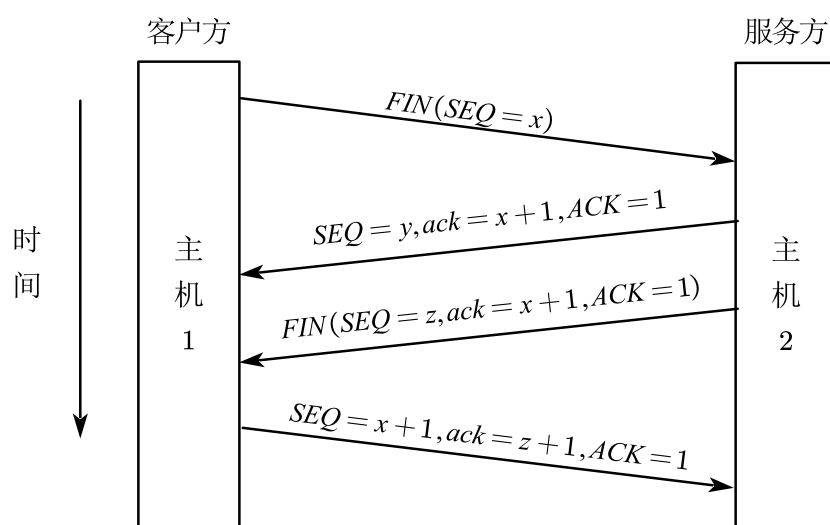 客户方
服务方
FIN(SEQ=x)
SEQ=y,ack=x+1,ACK=1
时间
主机1
主机2
FIN(SEQ=z,ack=x+1,ACK=1)
SEQ=x+1,ack=z+1,ACK=1